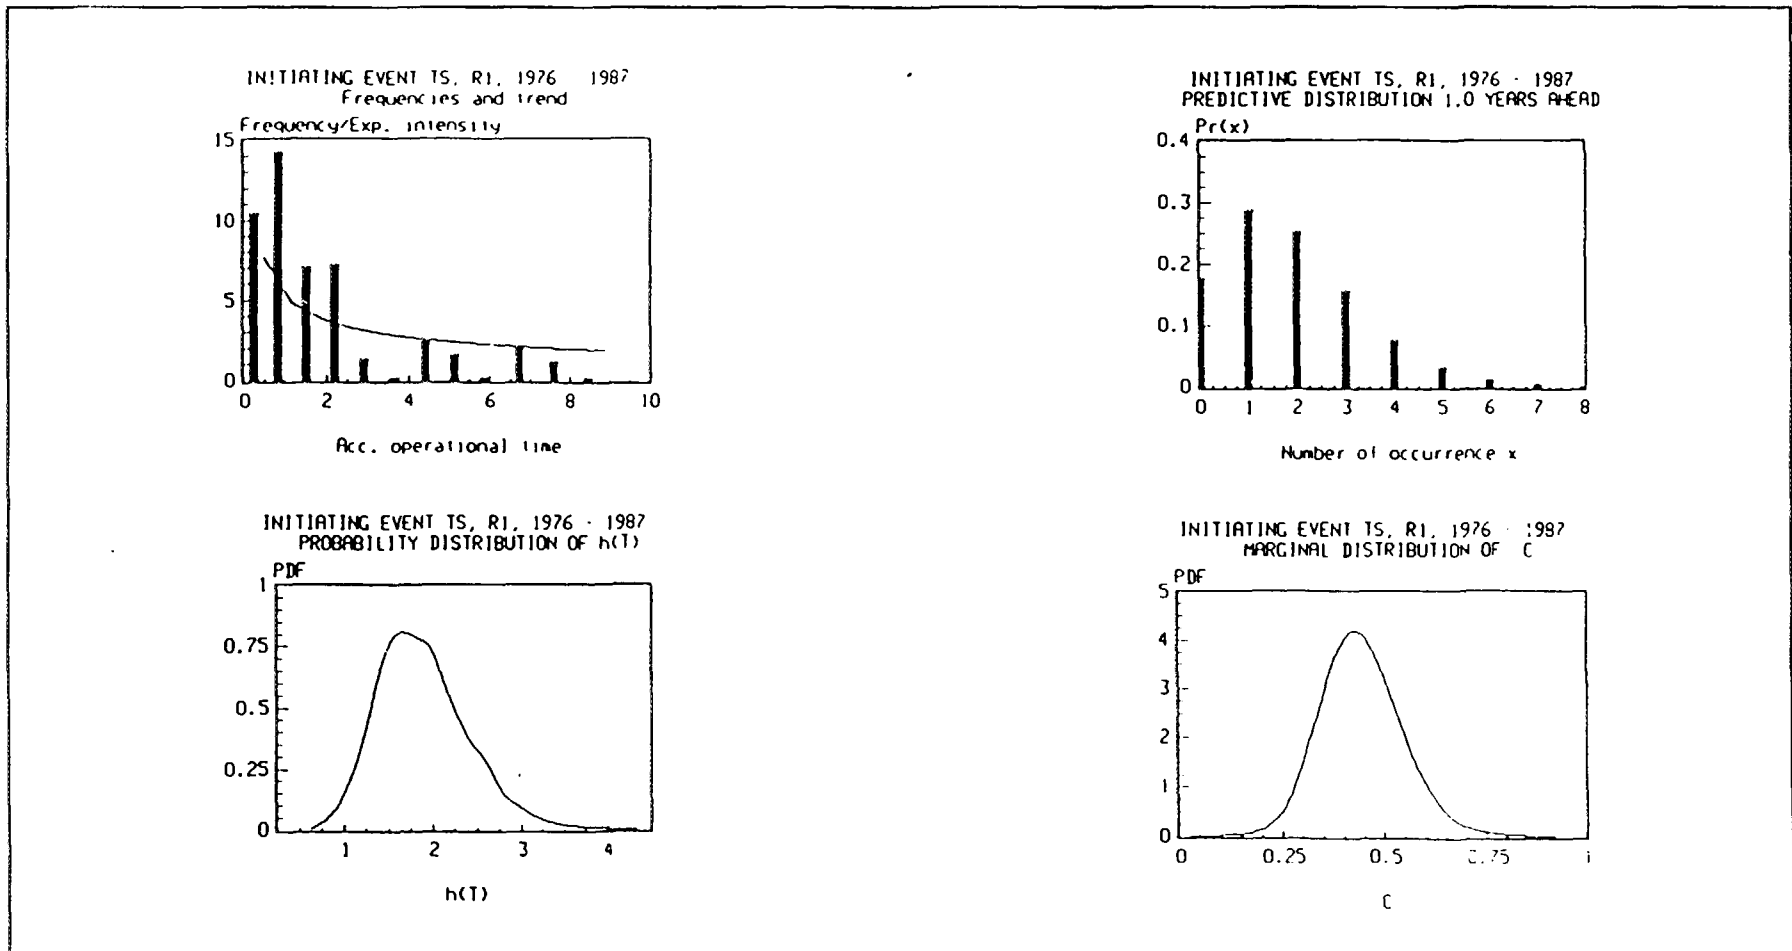 INITIATING EVENT TS, R1, 1976 1987
Frequencies and trend
Frequency/Exp. intensity
15
10
5
0
0 2 4 6 8 10
Acc. operational time
INITIATING EVENT TS, R1, 1976 - 1987
PREDICTIVE DISTRIBUTION 1.0 YEARS AHEAD
Pr(x)
0.4
0.3
0.2
0.1
0
0 1 2 3 4 5 6 7 8
Number of occurrence x
INITIATING EVENT TS, R1, 1976 - 1987
PROBABILITY DISTRIBUTION OF h(T)
PDF
1
0.75
0.5
0.25
0
1 2 3 4
h(T)
INITIATING EVENT TS, R1, 1976 - 1987
MARGINAL DISTRIBUTION OF C
PDF
5
4
3
2
1
0
0 0.25 0.5 0.75 1
C